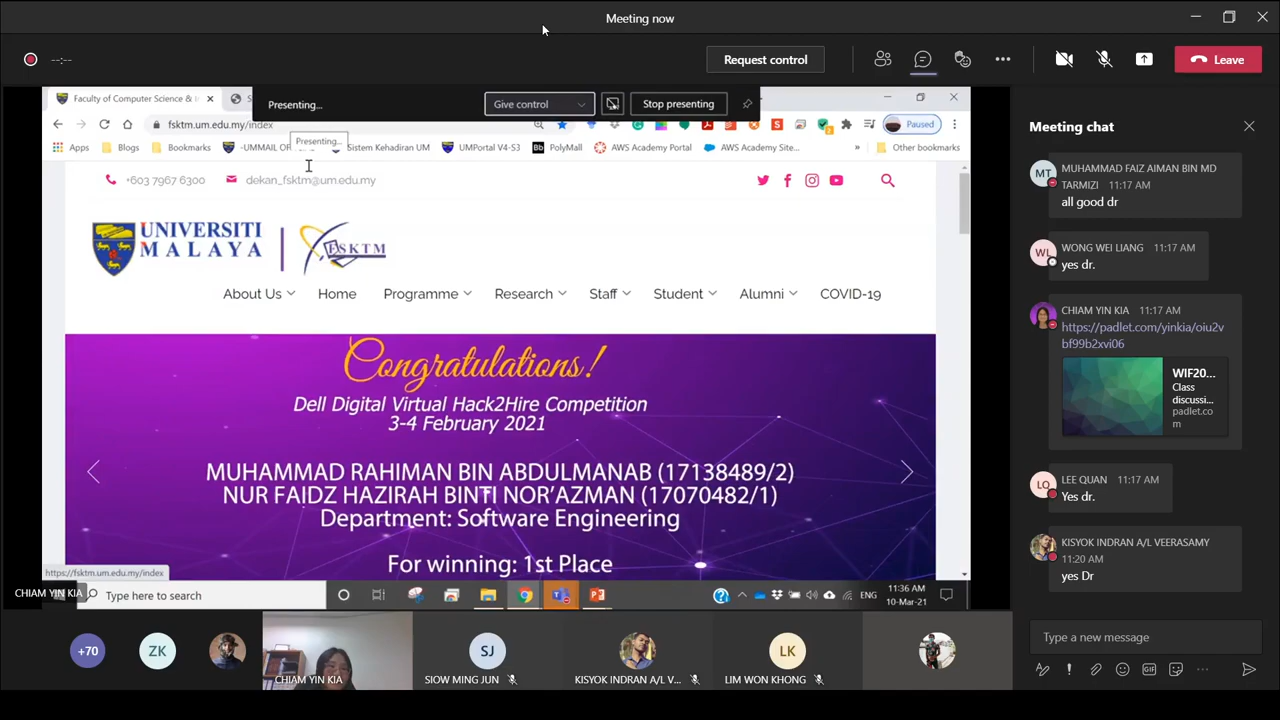 Meeting now
--:--
Request control
Leave
Faculty of Computer Science & I
S
Presenting...
Give control
Stop presenting
fsktm.um.edu.my/index
Presenting...
Paused
Apps
Blogs
Bookmarks
-UMMAIL OF
Sistem Kehadiran UM
UMPortal V4-S3
Bb
PolyMall
AWS Academy Portal
AWS Academy Site...
»
Other bookmarks
+603 7967 6300
dekan_fsktm@um.edu.my
UNIVERSITI
MALAYA
FSKTM
About Us
Home
Programme
Research
Staff
Student
Alumni
COVID-19
Congratulations!
Dell Digital Virtual Hack2Hire Competition
3-4 February 2021
MUHAMMAD RAHIMAN BIN ABDULMANAB (17138489/2)
NUR FAIDZ HAZIRAH BINTI NOR'AZMAN (17070482/1)
Department: Software Engineering
For winning: 1st Place
https://fsktm.um.edu.my/index
CHIAM YIN KIA
Type here to search
ENG
11:36 AM
10-Mar-21
+70
ZK
CHIAM YIN KIA
SJ
SIOW MING JUN
KISYOK INDRAN A/L V...
LK
LIM WON KHONG
Meeting chat
MT
MUHAMMAD FAIZ AIMAN BIN MD
TARMIZI 11:17 AM
all good dr
WL
WONG WEI LIANG 11:17 AM
yes dr.
CHIAM YIN KIA 11:17 AM
https://padlet.com/yinkia/oiu2v
bf99b2xvi06
WIF20...
Class
discussi...
padlet.co
m
LQ
LEE QUAN 11:17 AM
Yes dr.
KISYOK INDRAN A/L VEERASAMY
11:20 AM
yes Dr
Type a new message
GIF